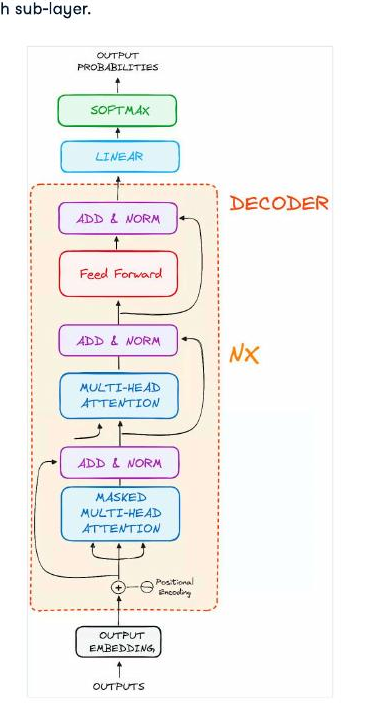 h sub-layer.
OUTPUT
PROBABILITIES
SOFTMAX
LINEAR
DECODER
ADD & NORM
Feed Forward
ADD & NORM
NX
MULTI-HEAD
ATTENTION
ADD & NORM
MASKED
MULTI-HEAD
ATTENTION
Positional
Encoding
OUTPUT
EMBEDDING
OUTPUTS